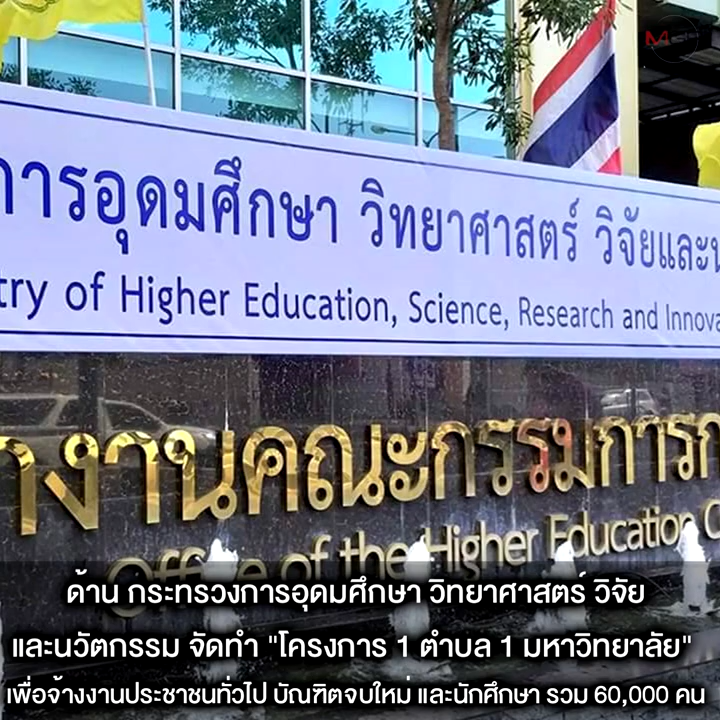 การอุดมศึกษา วิทยาศาสตร์ วิจัยและน
try of Higher Education, Science, Research and Innova
างานคณะกรรมการก
Office of the Higher Education C
ด้าน กระทรวงการอุดมศึกษา วิทยาศาสตร์ วิจัย
และนวัตกรรม จัดทำ "โครงการ 1 ตำบล 1 มหาวิทยาลัย"
เพื่อจ้างงานประชาชนทั่วไป บัณฑิตจบใหม่ และนักศึกษา รวม 60,000 คน